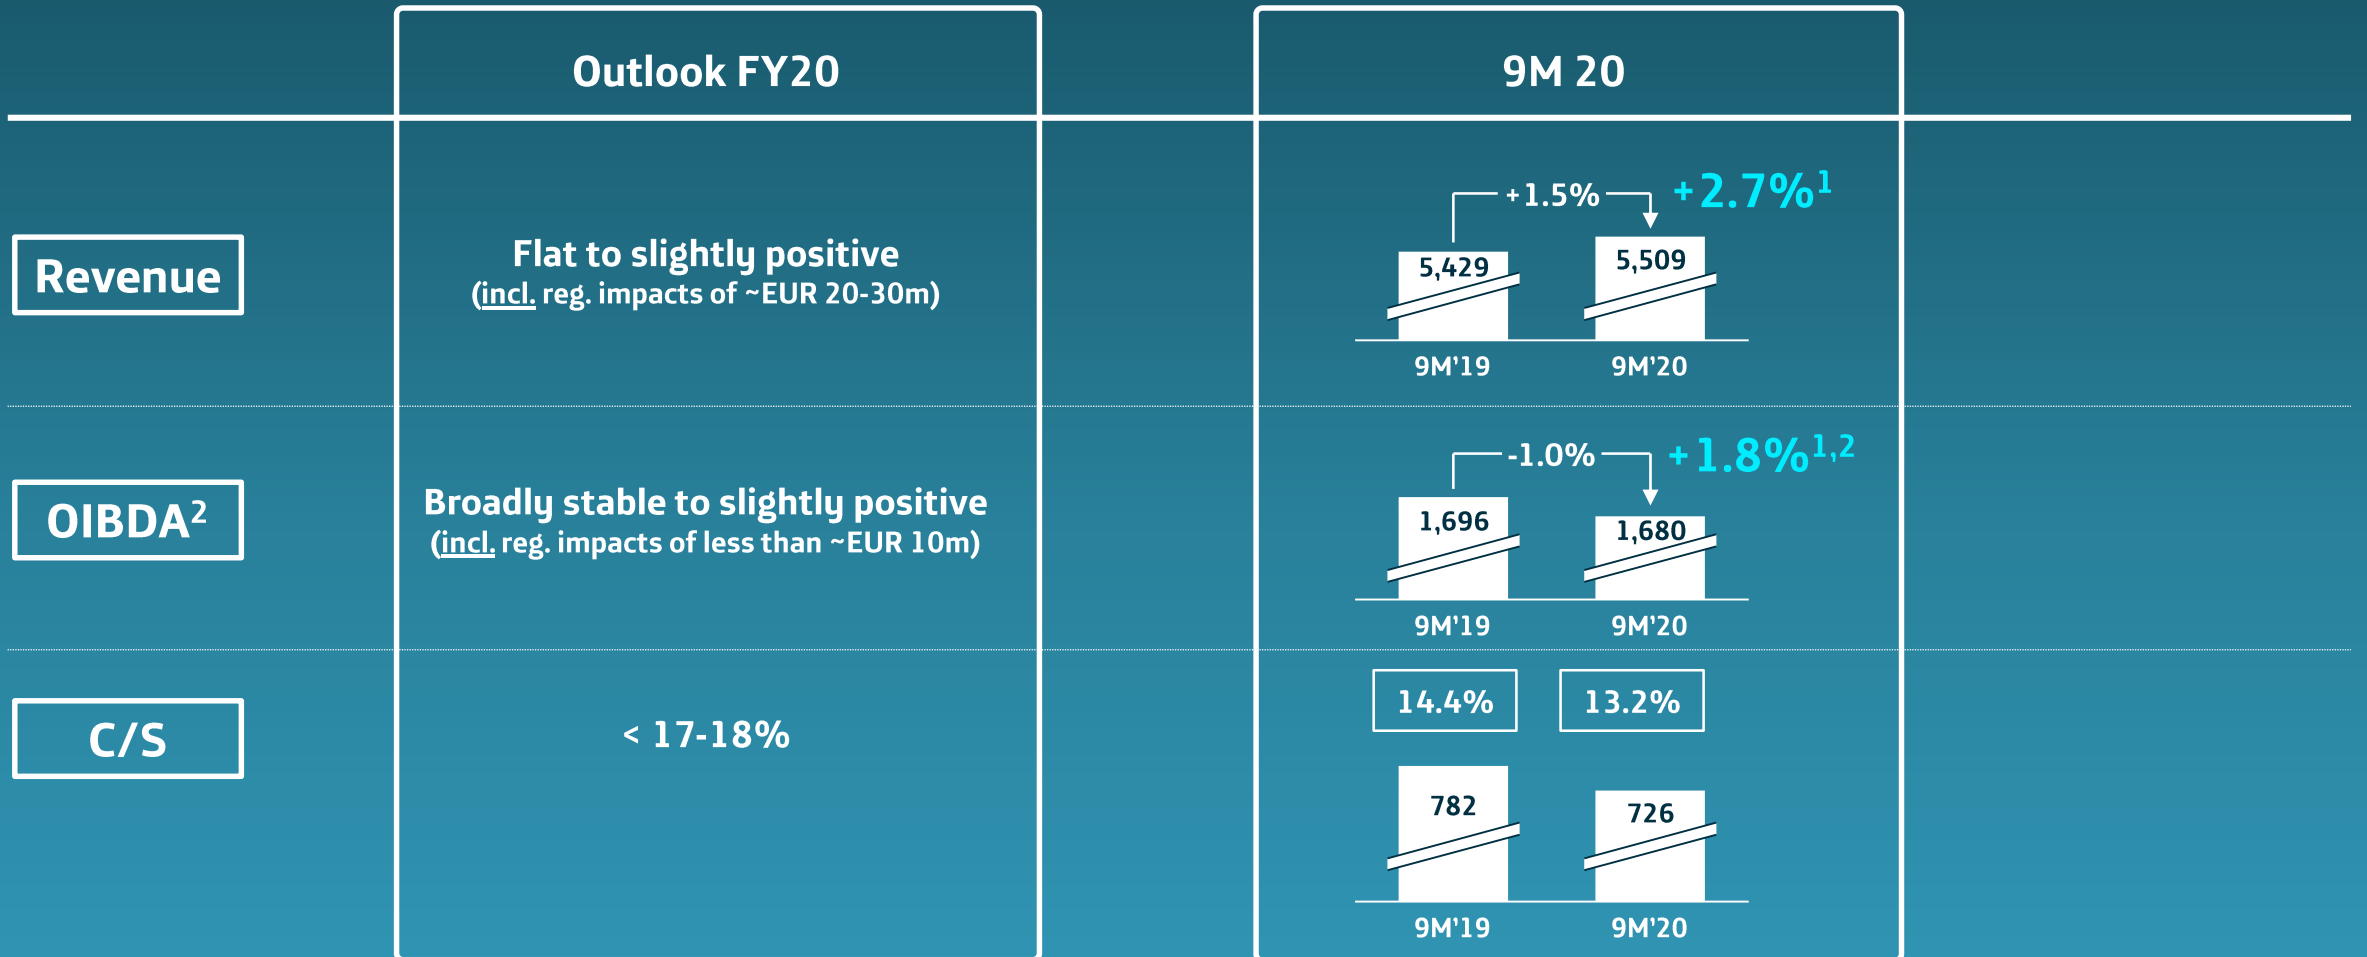 Outlook FY20
9M 20
Revenue
Flat to slightly positive
(incl. reg. impacts of ~EUR 20-30m)
+1.5%
+2.7%1
5,429
5,509
9M’19
9M’20
OIBDA2
Broadly stable to slightly positive
(incl. reg. impacts of less than ~EUR 10m)
-1.0%
+1.8%1,2
1,696
1,680
9M’19
9M’20
C/S
< 17-18%
14.4%
13.2%
782
726
9M’19
9M’20